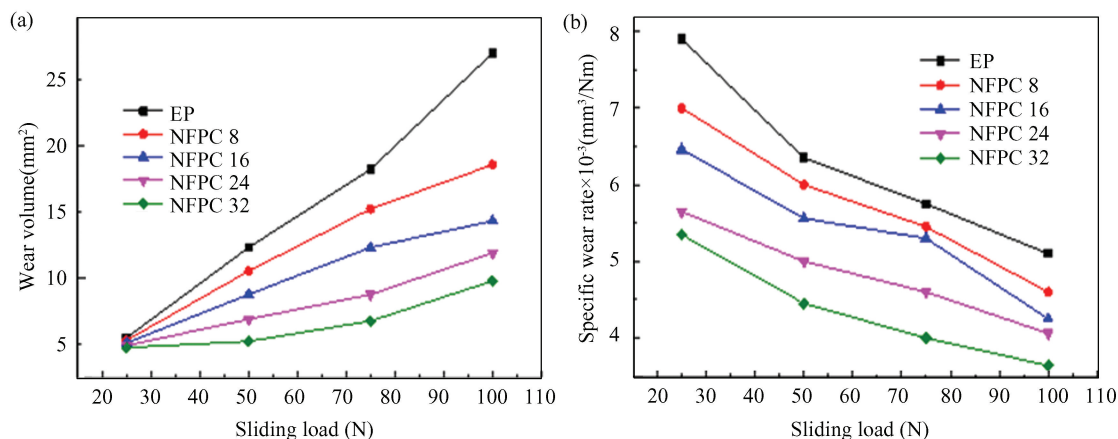 (a)
Wear volume(mm²)
25
20
15
10
5
EP
NFPC 8
NFPC 16
NFPC 24
NFPC 32
20 30 40 50 60 70 80 90 100 110
Sliding load (N)
(b)
Specific wear rate×10⁻³(mm³/Nm)
8
7
6
5
4
EP
NFPC 8
NFPC 16
NFPC 24
NFPC 32
20 30 40 50 60 70 80 90 100 110
Sliding load (N)